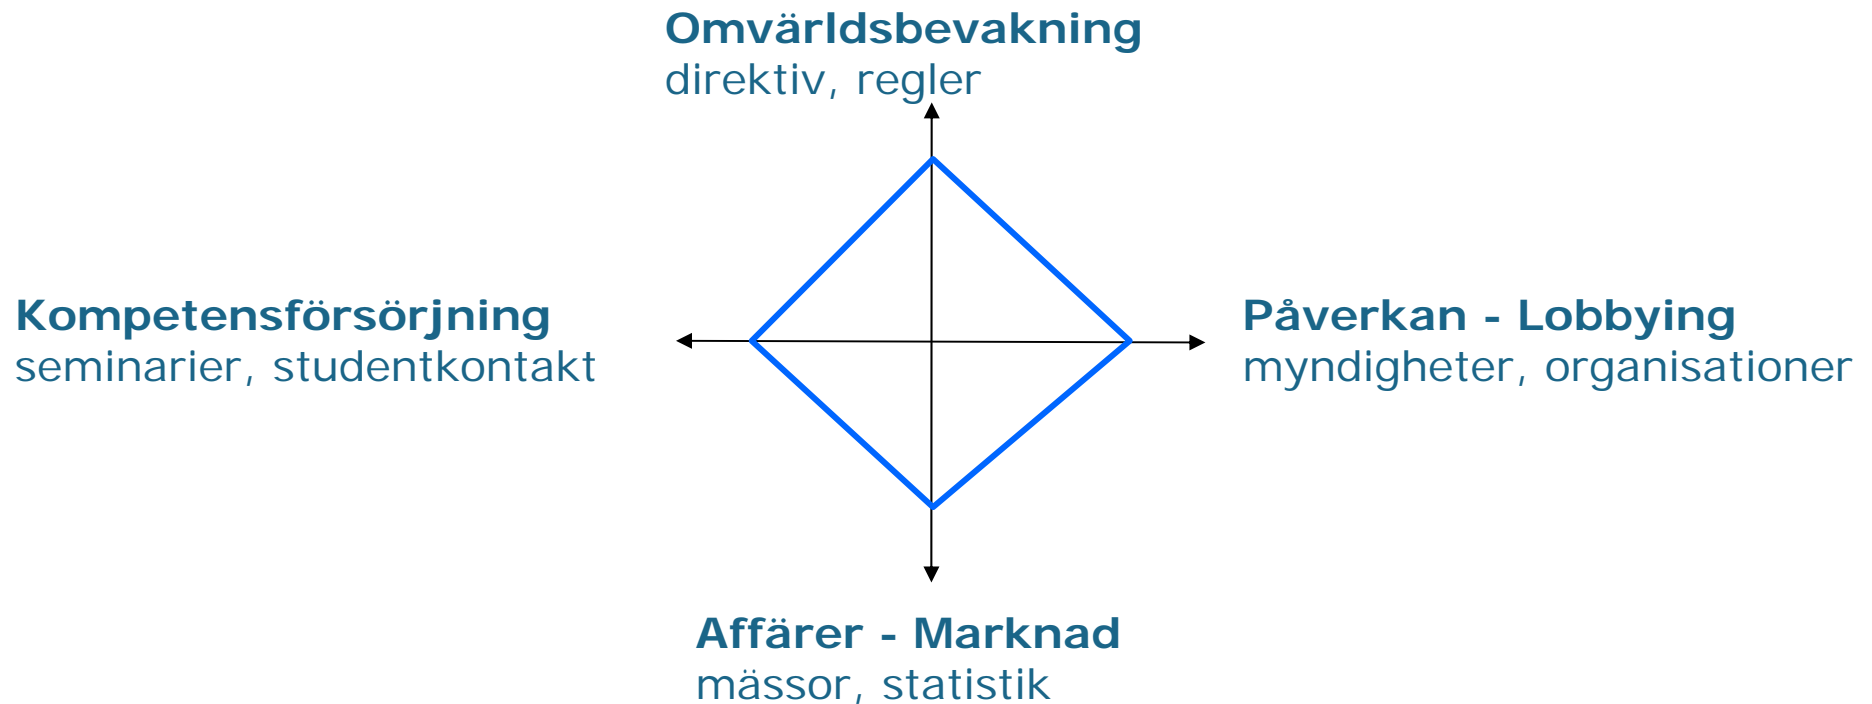 Omvärldsbevakning
direktiv, regler
Kompetensförsörjning
seminarier, studentkontakt
Påverkan - Lobbying
myndigheter, organisationer
Affärer - Marknad
mässor, statistik